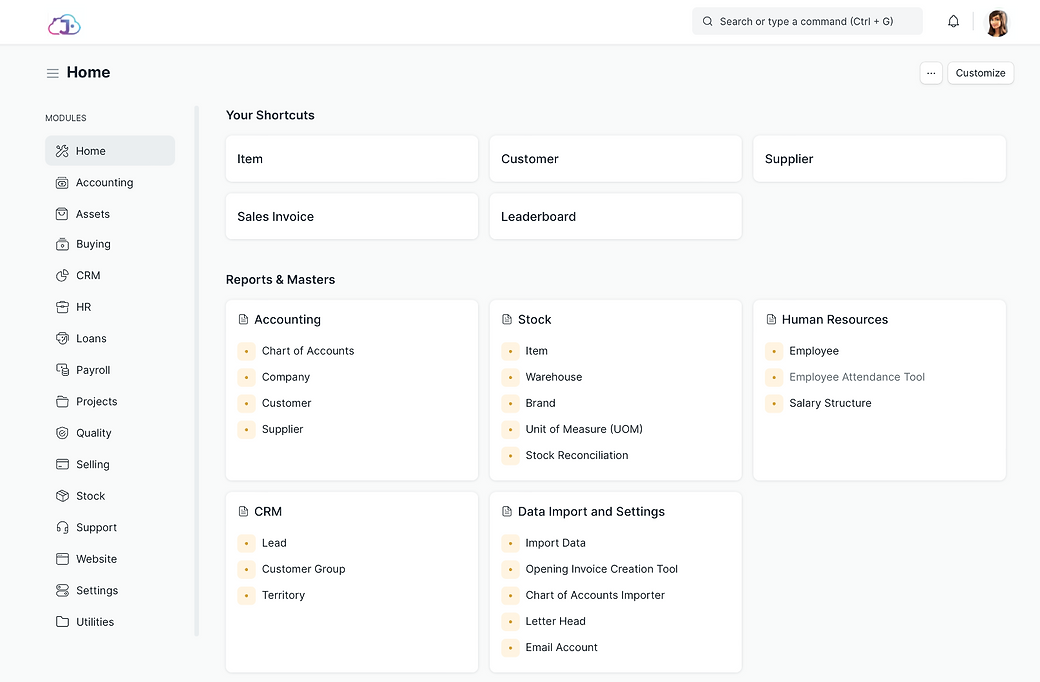 Search or type a command (Ctrl + G)
Home
...
Customize
MODULES
Home
Accounting
Assets
Buying
CRM
HR
Loans
Payroll
Projects
Quality
Selling
Stock
Support
Website
Settings
Utilities
Your Shortcuts
Item
Customer
Supplier
Sales Invoice
Leaderboard
Reports & Masters
Accounting
Chart of Accounts
Company
Customer
Supplier
Stock
Item
Warehouse
Brand
Unit of Measure (UOM)
Stock Reconciliation
Human Resources
Employee
Employee Attendance Tool
Salary Structure
CRM
Lead
Customer Group
Territory
Data Import and Settings
Import Data
Opening Invoice Creation Tool
Chart of Accounts Importer
Letter Head
Email Account